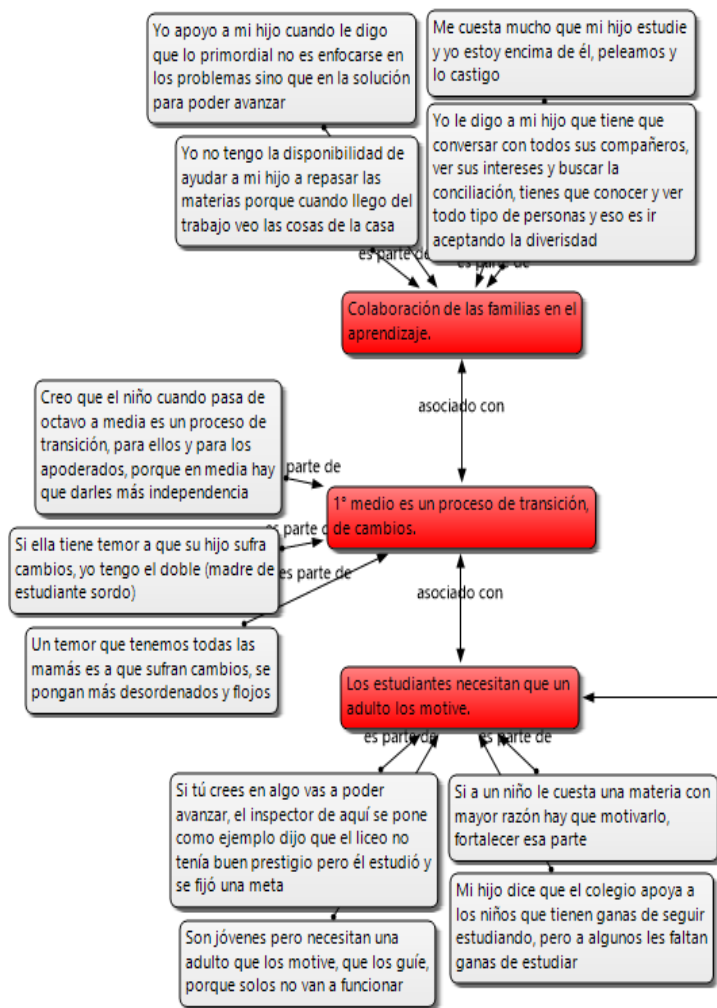 Yo apoyo a mi hijo cuando le digo
que lo primordial no es enfocarse en
los problemas sino que en la solución
para poder avanzar
Me cuesta mucho que mi hijo estudie
y yo estoy encima de él, peleamos y
lo castigo
Yo no tengo la disponibilidad de
ayudar a mi hijo a repasar las
materias porque cuando llego del
trabajo veo las cosas de la casa
Yo le digo a mi hijo que tiene que
conversar con todos sus compañeros,
ver sus intereses y buscar la
conciliación, tienes que conocer y ver
todo tipo de personas y eso es ir
aceptando la diverisdad
es parte de
es parte de
Colaboración de las familias en el
aprendizaje.
asociado con
Creo que el niño cuando pasa de
octavo a media es un proceso de
transición, para ellos y para los
apoderados, porque en media hay
que darles más independencia
parte de
1° medio es un proceso de transición,
de cambios.
es parte d
Si ella tiene temor a que su hijo sufra
cambios, yo tengo el doble (madre de
estudiante sordo)
es parte de
asociado con
Un temor que tenemos todas las
mamás es a que sufran cambios, se
pongan más desordenados y flojos
Los estudiantes necesitan que un
adulto los motive.
es parte de
es parte de
Si tú crees en algo vas a poder
avanzar, el inspector de aquí se pone
como ejemplo dijo que el liceo no
tenía buen prestigio pero él estudió y
se fijó una meta
Si a un niño le cuesta una materia con
mayor razón hay que motivarlo,
fortalecer esa parte
Son jóvenes pero necesitan una
adulto que los motive, que los guíe,
porque solos no van a funcionar
Mi hijo dice que el colegio apoya a
los niños que tienen ganas de seguir
estudiando, pero a algunos les faltan
ganas de estudiar